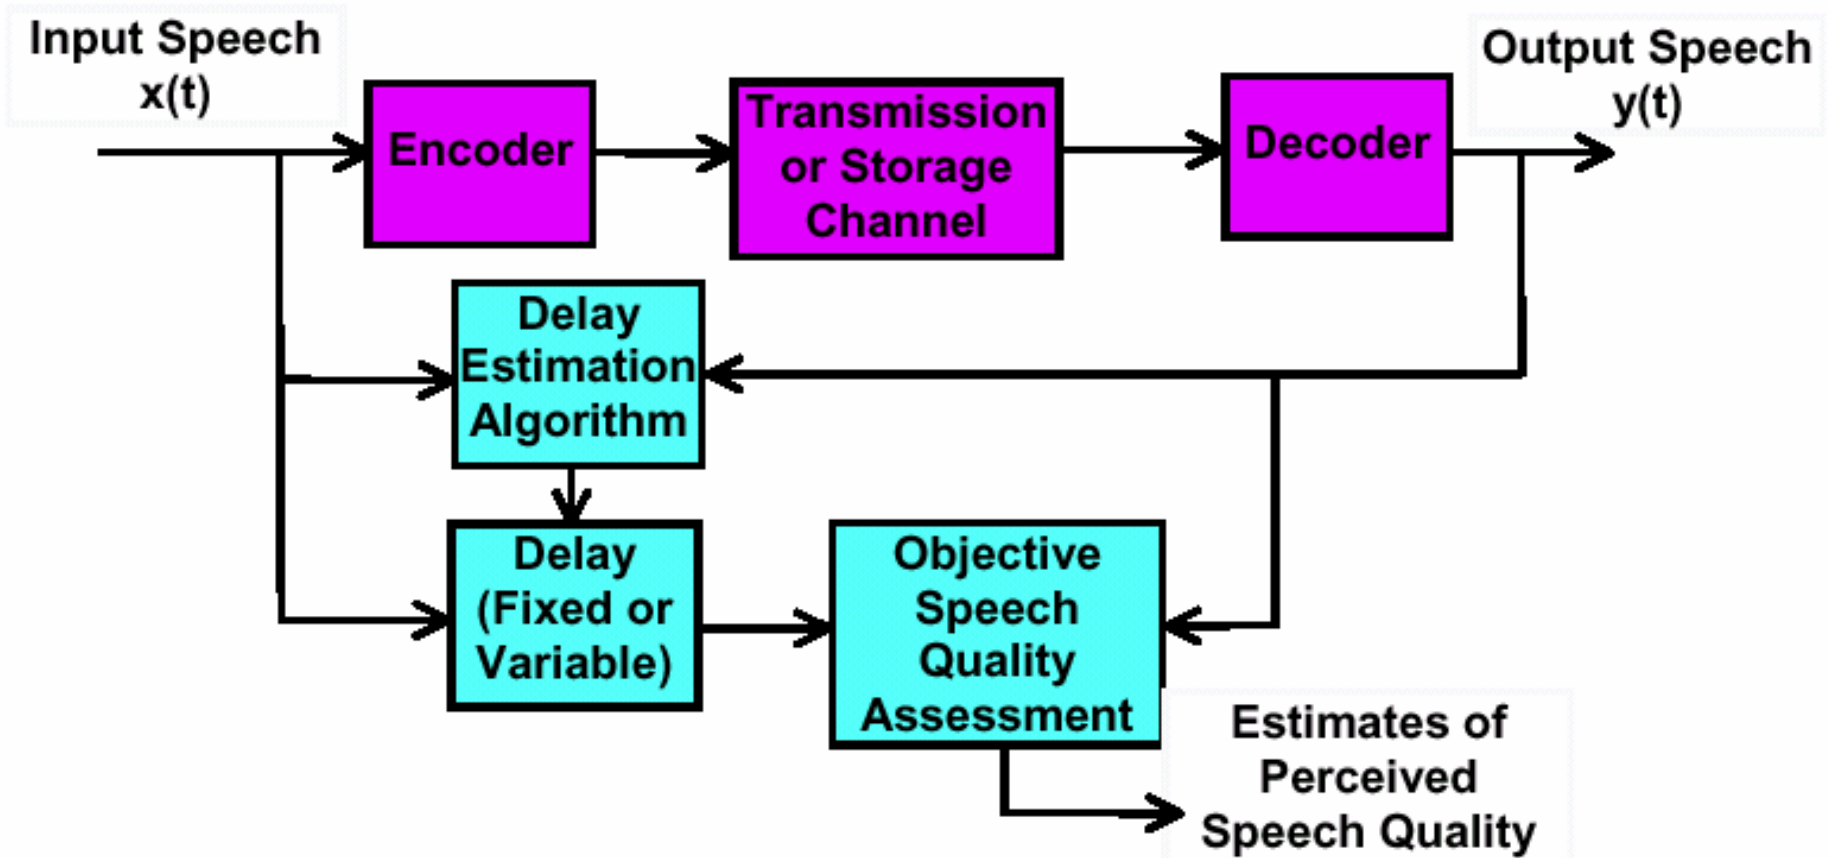 Input Speech
x(t)
Encoder
Transmission
or Storage
Channel
Decoder
Output Speech
y(t)
Delay
Estimation
Algorithm
Delay
(Fixed or
Variable)
Objective
Speech
Quality
Assessment
Estimates of
Perceived
Speech Quality